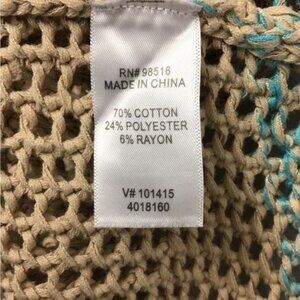 RN# 98516
MADE IN CHINA
70% COTTON
24% POLYESTER
6% RAYON
V# 101415
4018160